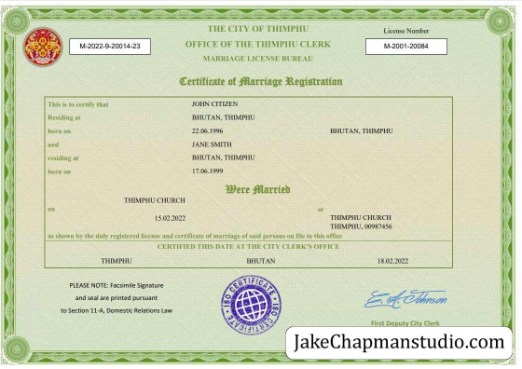 THE CITY OF THIMPHU
OFFICE OF THE THIMPHU CLERK
MARRIAGE LICENSE BUREAU
License Number
M-2022-9-20014-23
M-2001-20084
Certificate of Marriage Registration
This is to certify that JOHN CITIZEN
Residing at BHUTAN, THIMPHU
born on 22.06.1996 BHUTAN, THIMPHU
and JANE SMITH
residing at BHUTAN, THIMPHU
born on 17.06.1999
Were Married
THIMPHU CHURCH
on 15.02.2022 at THIMPHU CHURCH
THIMPHU, 00987456
as shown by the duly registered license and certificate of marriage of said persons on file in this office
CERTIFIED THIS DATE AT THE CITY CLERK'S OFFICE
THIMPHU BHUTAN 18.02.2022
PLEASE NOTE: Facsimile Signature
and seal are printed pursuant
to Section 11-A, Domestic Relations Law
ISO CERTIFICATE
ISO CERTIFICATE
E. A. Johnson
First Deputy City Clerk
JakeChapmanstudio.com